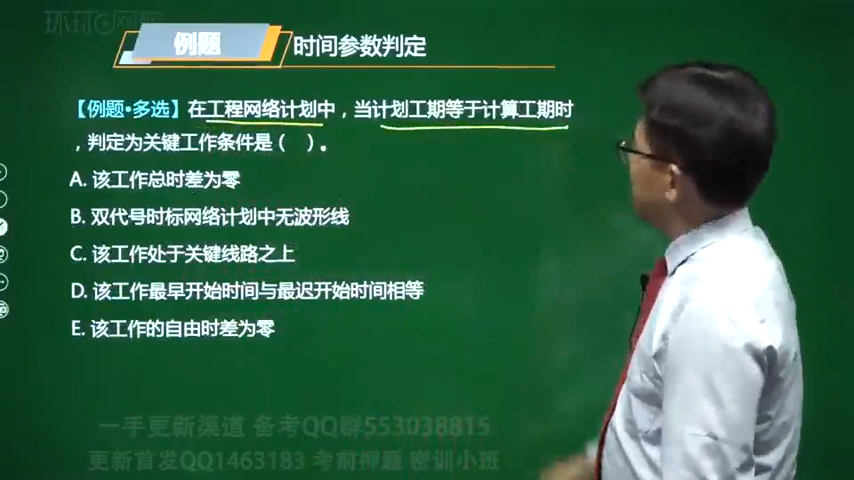 环球网校
例题
时间参数判定
【例题·多选】在工程网络计划中，当计划工期等于计算工期时
，判定为关键工作条件是（ ）。
A. 该工作总时差为零
B. 双代号时标网络计划中无波形线
C. 该工作处于关键线路之上
D. 该工作最早开始时间与最迟开始时间相等
E. 该工作的自由时差为零
一手更新渠道 备考QQ群553038815
更新首发QQ1463183 考前押题 密训小班